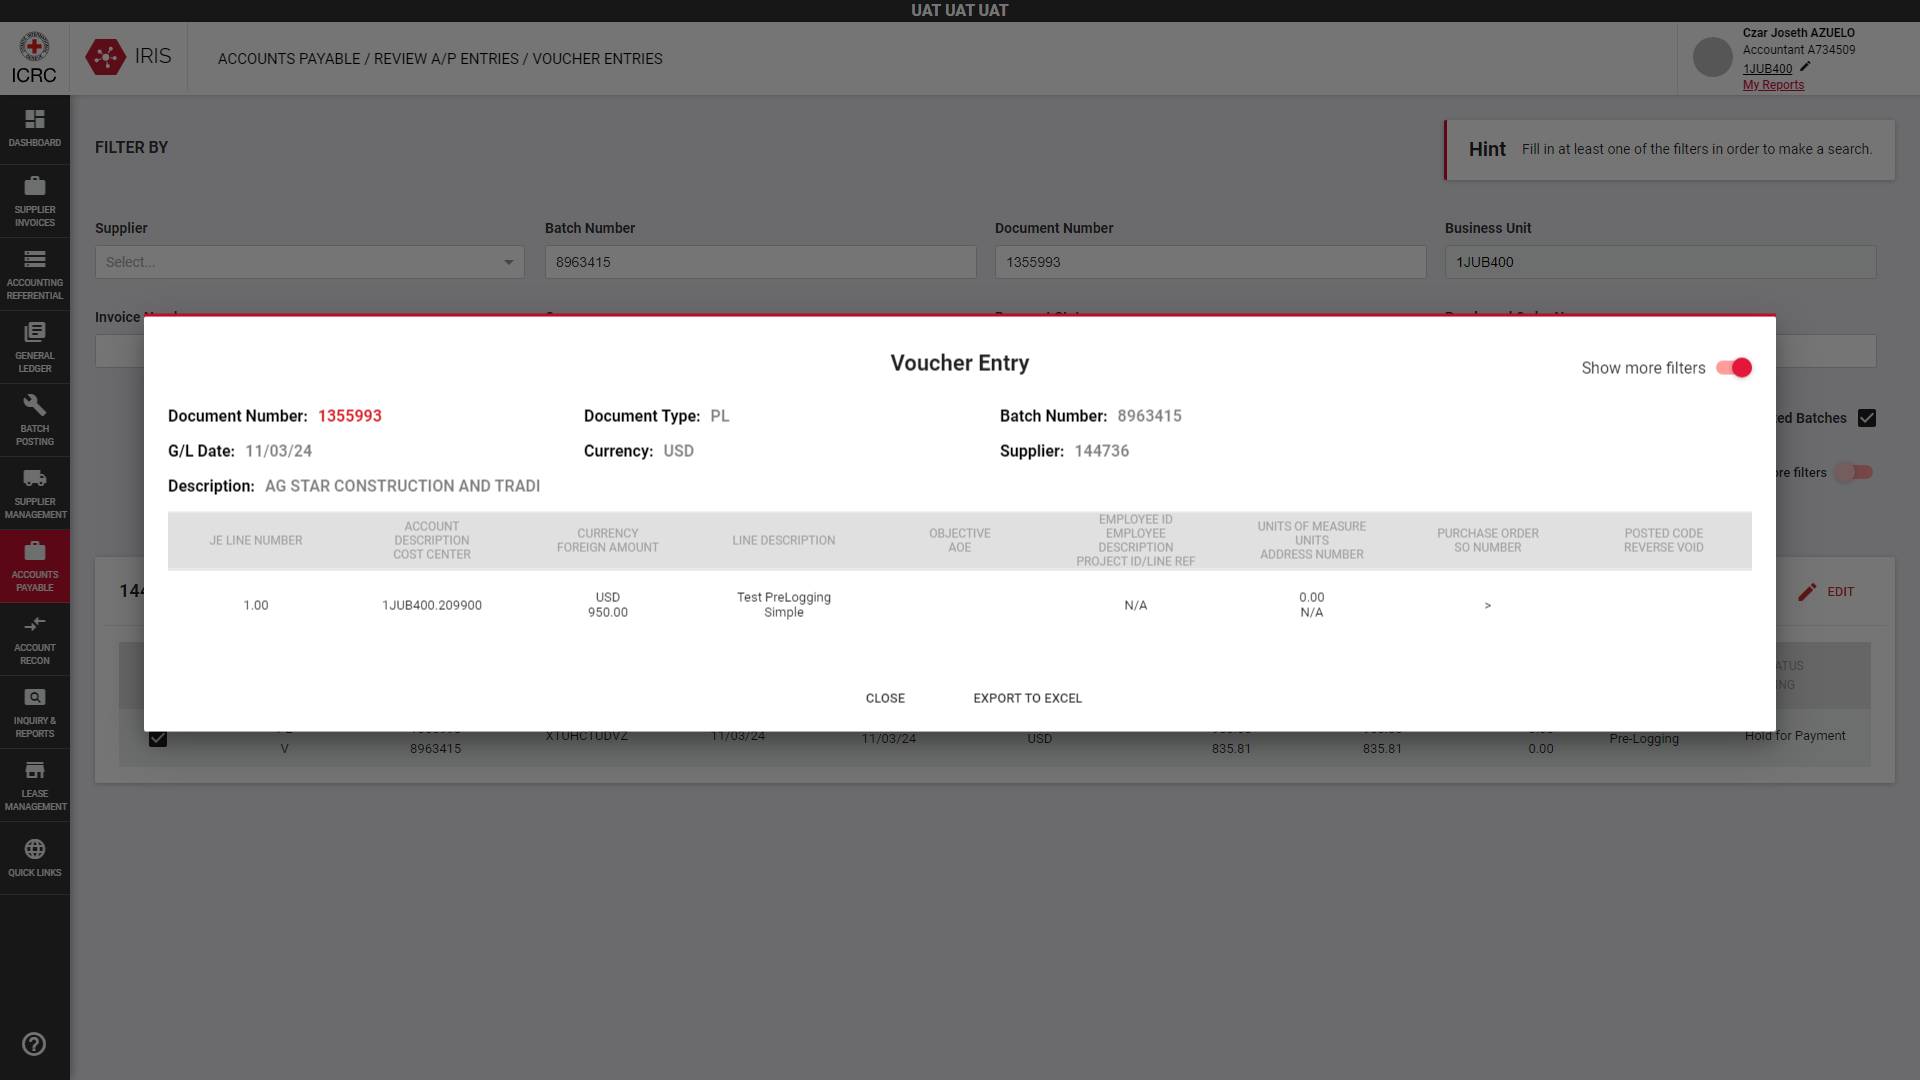 UAT UAT UAT
ICRC
IRIS
ACCOUNTS PAYABLE / REVIEW A/P ENTRIES / VOUCHER ENTRIES
Czar Joseth AZUELO
Accountant A734509
1JUB400
My Reports
DASHBOARD
SUPPLIER
INVOICES
ACCOUNTING
REFERENTIAL
GENERAL
LEDGER
BATCH
POSTING
SUPPLIER
MANAGEMENT
ACCOUNTS
PAYABLE
ACCOUNT
RECON
INQUIRY &
REPORTS
LEASE
MANAGEMENT
QUICK LINKS
FILTER BY
Hint Fill in at least one of the filters in order to make a search.
Supplier
Batch Number
Document Number
Business Unit
Select...
8963415
1355993
1JUB400
Invoice
ted Batches
ore filters
Voucher Entry
Show more filters
Document Number: 1355993
Document Type: PL
Batch Number: 8963415
G/L Date: 11/03/24
Currency: USD
Supplier: 144736
Description: AG STAR CONSTRUCTION AND TRADI
JE LINE NUMBER
ACCOUNT
DESCRIPTION
COST CENTER
CURRENCY
FOREIGN AMOUNT
LINE DESCRIPTION
OBJECTIVE
AOE
EMPLOYEE ID
EMPLOYEE
DESCRIPTION
PROJECT ID/LINE REF
UNITS OF MEASURE
UNITS
ADDRESS NUMBER
PURCHASE ORDER
SO NUMBER
POSTED CODE
REVERSE VOID
1.00
1JUB400.209900
USD
950.00
Test PreLogging
Simple
N/A
0.00
N/A
>
CLOSE
EXPORT TO EXCEL
144
EDIT
ATUS
NG
V
8963415
XTUHCTUDVZ
11/03/24
11/03/24
USD
835.81
835.81
0.00
Pre-Logging
Hold for Payment